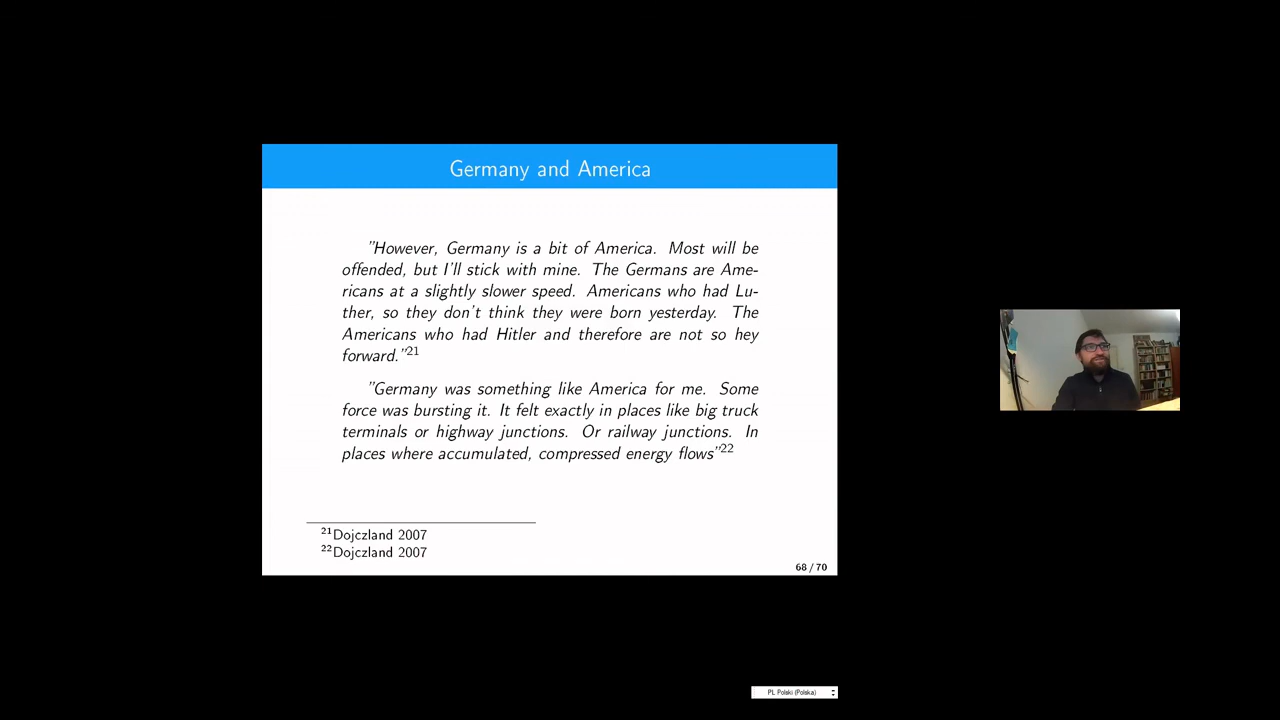 Germany and America
"However, Germany is a bit of America. Most will be
offended, but I'll stick with mine. The Germans are Ame-
ricans at a slightly slower speed. Americans who had Lu-
ther, so they don't think they were born yesterday. The
Americans who had Hitler and therefore are not so hey
forward."21
"Germany was something like America for me. Some
force was bursting it. It felt exactly in places like big truck
terminals or highway junctions. Or railway junctions. In
places where accumulated, compressed energy flows"22
21Dojczland 2007
22Dojczland 2007
68 / 70
PL Polski (Polska)